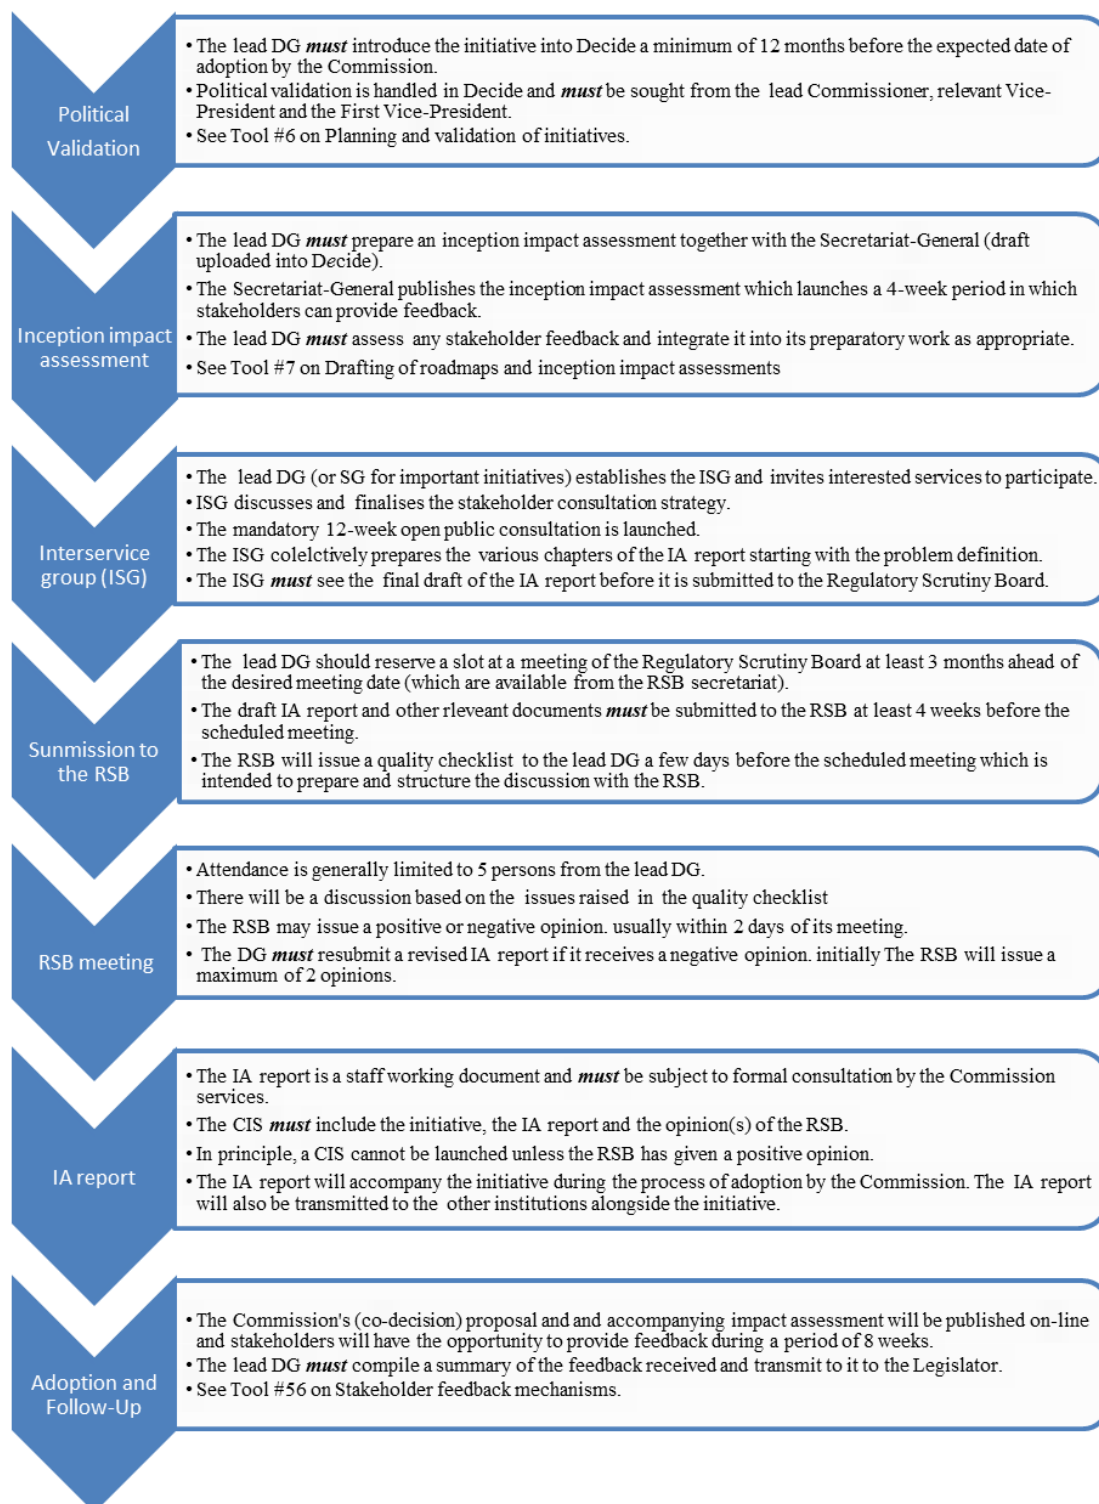 Political
Validation
• The lead DG must introduce the initiative into Decide a minimum of 12 months before the expected date of
adoption by the Commission.
• Political validation is handled in Decide and must be sought from the lead Commissioner, relevant Vice-
President and the First Vice-President.
• See Tool #6 on Planning and validation of initiatives.
Inception impact
assessment
• The lead DG must prepare an inception impact assessment together with the Secretariat-General (draft
uploaded into Decide).
• The Secretariat-General publishes the inception impact assessment which launches a 4-week period in which
stakeholders can provide feedback.
• The lead DG must assess any stakeholder feedback and integrate it into its preparatory work as appropriate.
• See Tool #7 on Drafting of roadmaps and inception impact assessments
Interservice
group (ISG)
• The lead DG (or SG for important initiatives) establishes the ISG and invites interested services to participate.
• ISG discusses and finalises the stakeholder consultation strategy.
• The mandatory 12-week open public consultation is launched.
• The ISG colelctively prepares the various chapters of the IA report starting with the problem definition.
• The ISG must see the final draft of the IA report before it is submitted to the Regulatory Scrutiny Board.
Sunmission to
the RSB
• The lead DG should reserve a slot at a meeting of the Regulatory Scrutiny Board at least 3 months ahead of
the desired meeting date (which are available from the RSB secretariat).
• The draft IA report and other rleveant documents must be submitted to the RSB at least 4 weeks before the
scheduled meeting.
• The RSB will issue a quality checklist to the lead DG a few days before the scheduled meeting which is
intended to prepare and structure the discussion with the RSB.
RSB meeting
• Attendance is generally limited to 5 persons from the lead DG.
• There will be a discussion based on the issues raised in the quality checklist
• The RSB may issue a positive or negative opinion. usually within 2 days of its meeting.
• The DG must resubmit a revised IA report if it receives a negative opinion. initially The RSB will issue a
maximum of 2 opinions.
IA report
• The IA report is a staff working document and must be subject to formal consultation by the Commission
services.
• The CIS must include the initiative, the IA report and the opinion(s) of the RSB.
• In principle, a CIS cannot be launched unless the RSB has given a positive opinion.
• The IA report will accompany the initiative during the process of adoption by the Commission. The IA report
will also be transmitted to the other institutions alongside the initiative.
Adoption and
Follow-Up
• The Commission's (co-decision) proposal and and accompanying impact assessment will be published on-line
and stakeholders will have the opportunity to provide feedback during a period of 8 weeks.
• The lead DG must compile a summary of the feedback received and transmit to it to the Legislator.
• See Tool #56 on Stakeholder feedback mechanisms.